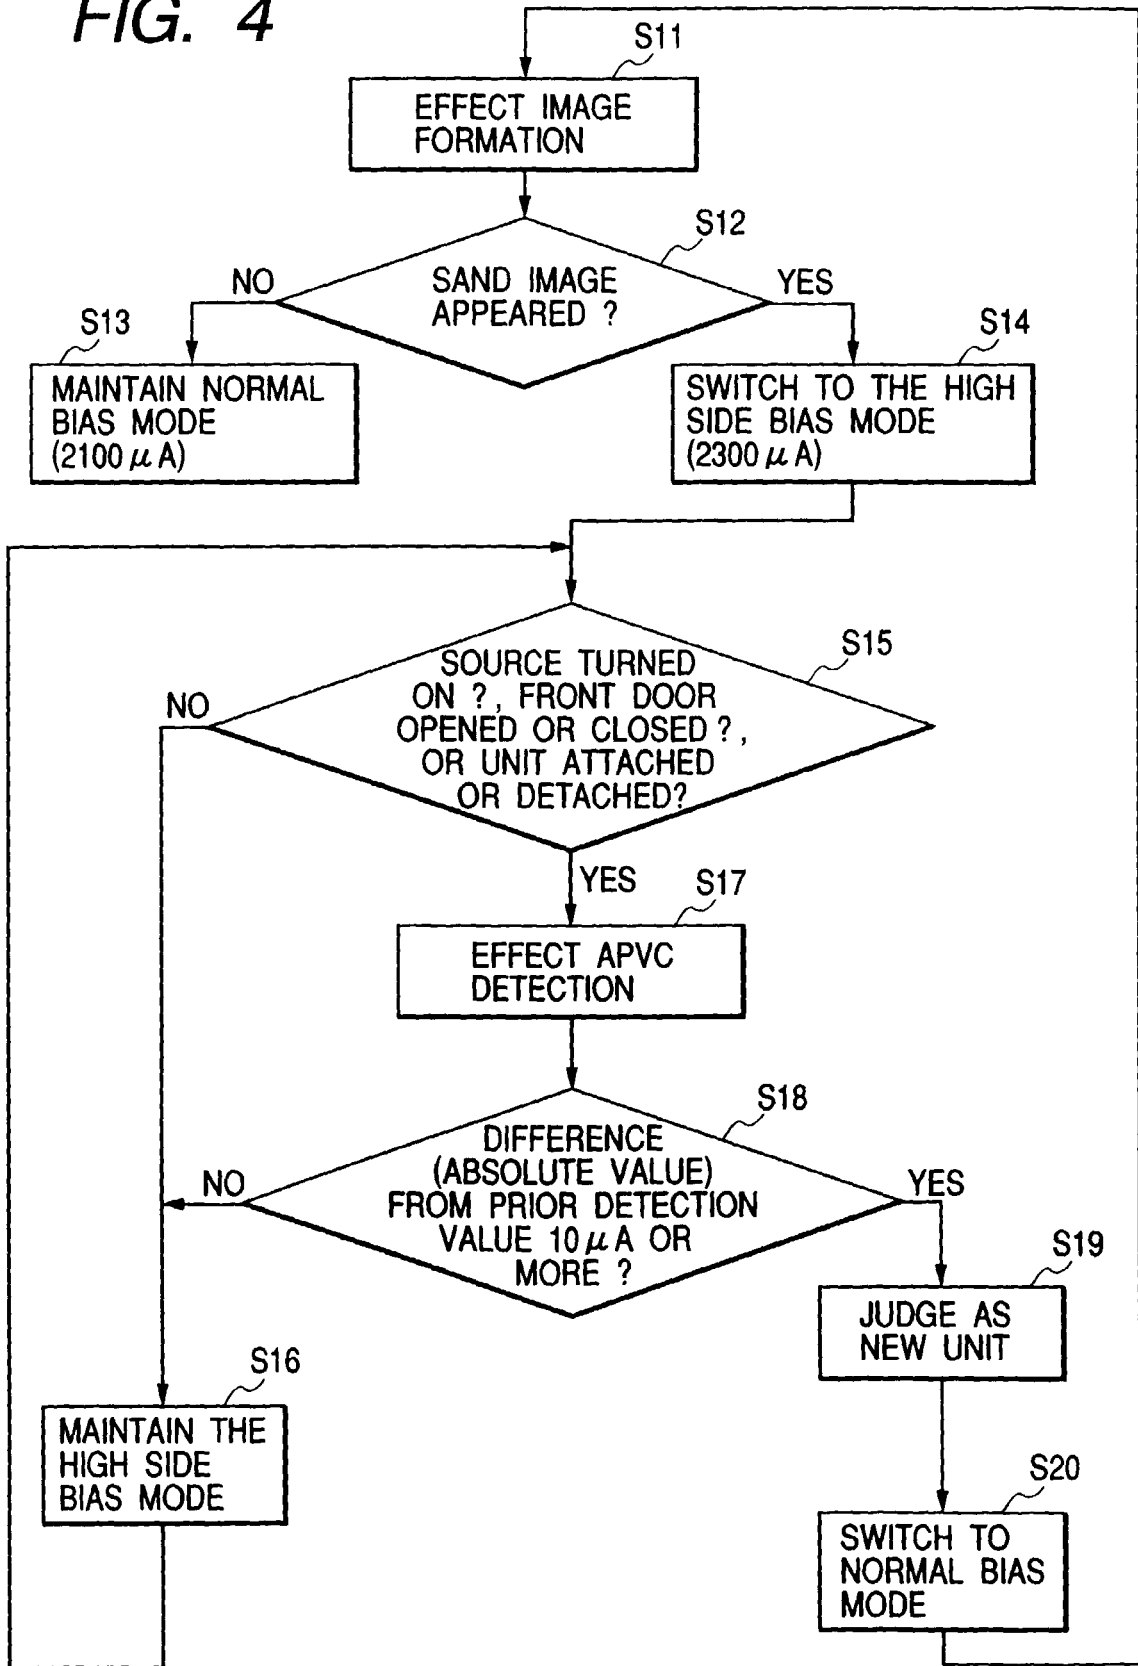 FIG. 4
S11
EFFECT IMAGE
FORMATION
S12
SAND IMAGE
APPEARED ?
NO
YES
S13
MAINTAIN NORMAL
BIAS MODE
(2100 μA)
S14
SWITCH TO THE HIGH
SIDE BIAS MODE
(2300 μA)
S15
SOURCE TURNED
ON ?, FRONT DOOR
OPENED OR CLOSED ?,
OR UNIT ATTACHED
OR DETACHED?
NO
YES
S17
EFFECT APVC
DETECTION
S18
DIFFERENCE
(ABSOLUTE VALUE)
FROM PRIOR DETECTION
VALUE 10 μA OR
MORE ?
NO
YES
S19
JUDGE AS
NEW UNIT
S16
MAINTAIN THE
HIGH SIDE
BIAS MODE
S20
SWITCH TO
NORMAL BIAS
MODE